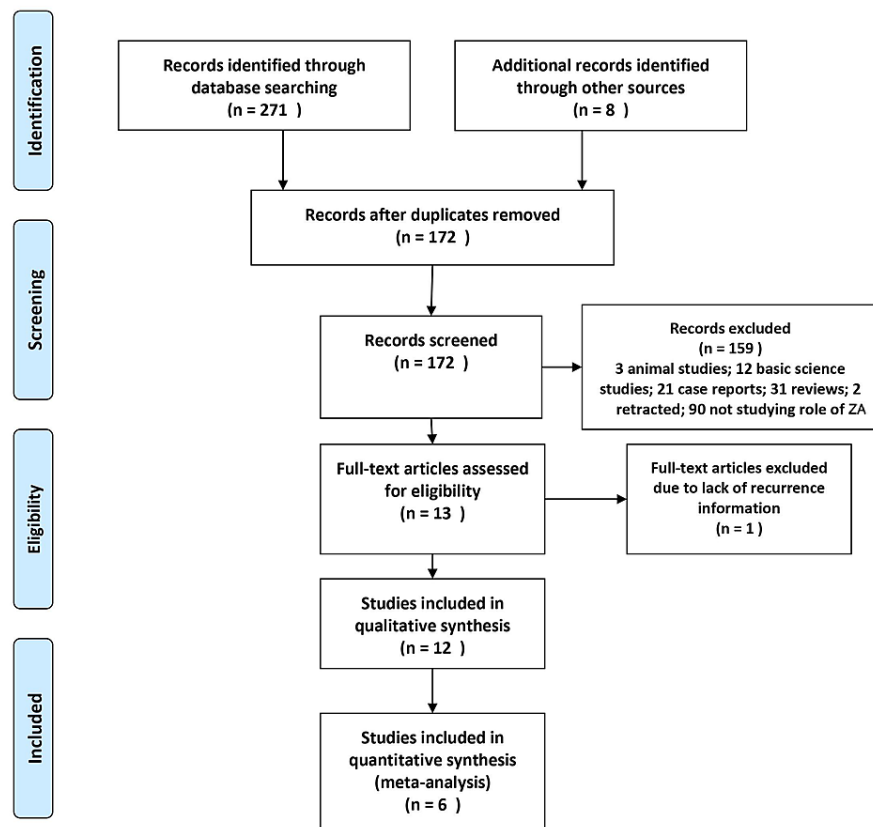 Identification
Records identified through
database searching
(n = 271 )
Additional records identified
through other sources
(n = 8 )
Records after duplicates removed
(n = 172 )
Screening
Records screened
(n = 172 )
Records excluded
(n = 159 )
3 animal studies; 12 basic science
studies; 21 case reports; 31 reviews; 2
retracted; 90 not studying role of ZA
Eligibility
Full-text articles assessed
for eligibility
(n = 13 )
Full-text articles excluded
due to lack of recurrence
information
(n = 1 )
Studies included in
qualitative synthesis
(n = 12 )
Included
Studies included in
quantitative synthesis
(meta-analysis)
(n = 6 )